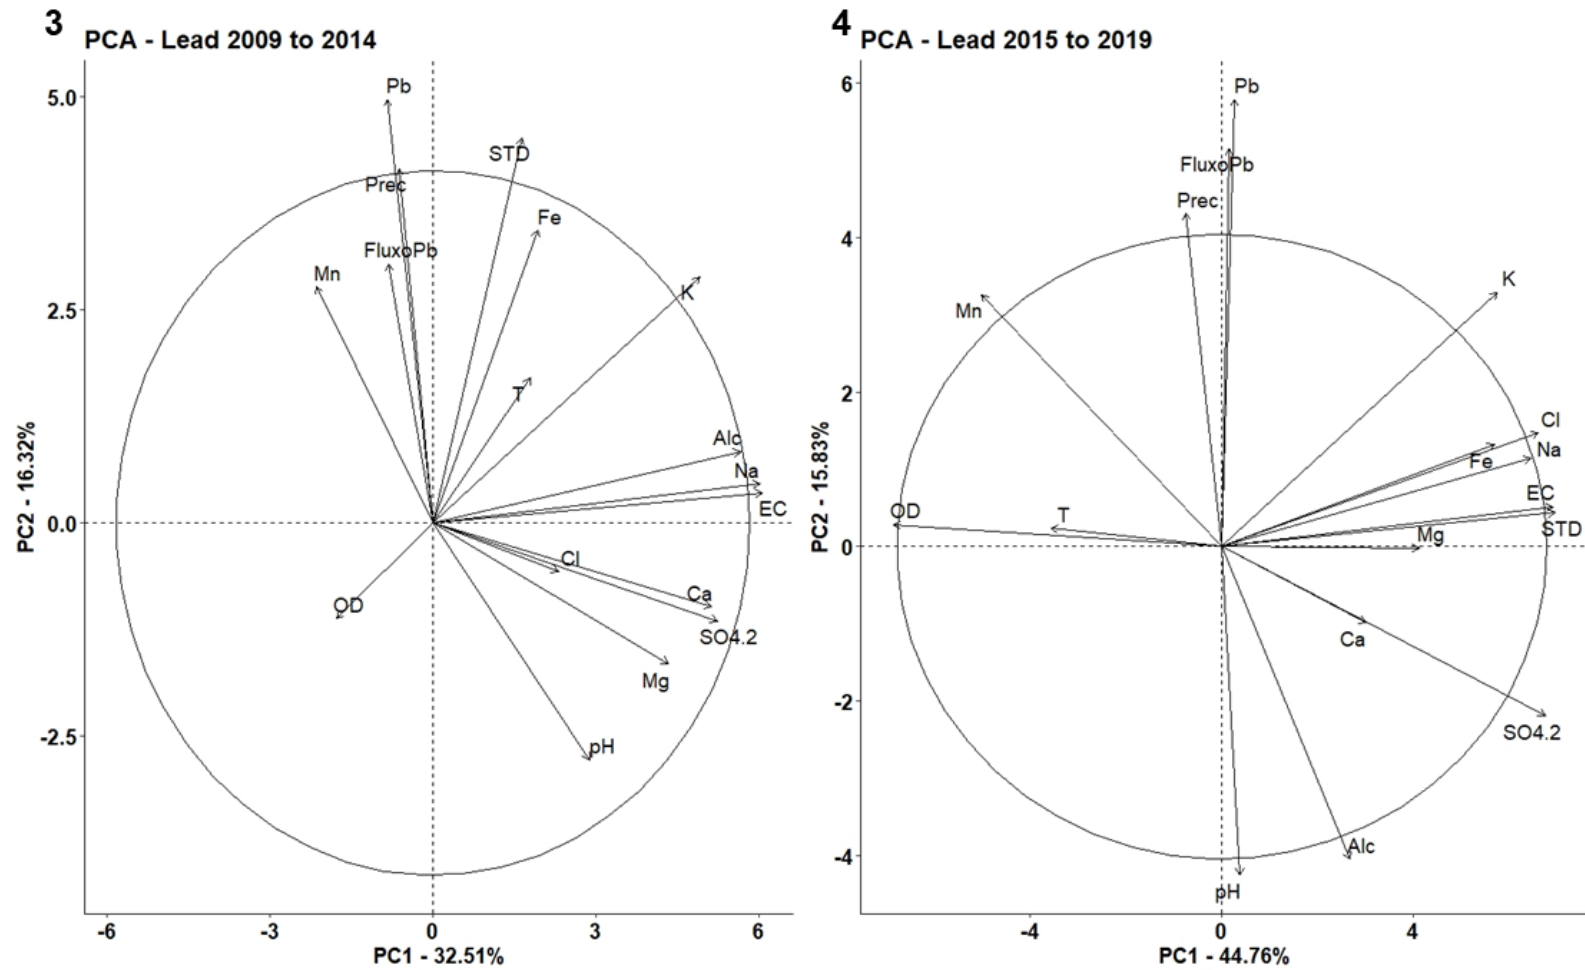 3
PCA - Lead 2009 to 2014
Pb
STD
Prec
Fe
FluxoPb
Mn
K
T
Alc
Na
EC
Cl
Ca
OD
SO4.2
Mg
pH
5.0
2.5
0.0
-2.5
PC2 - 16.32%
-6
-3
0
3
6
PC1 - 32.51%
4
PCA - Lead 2015 to 2019
Pb
FluxoPb
Prec
K
Mn
Cl
Na
Fe
EC
OD
T
STD
Mg
Ca
SO4.2
Alc
pH
6
4
2
0
-2
-4
PC2 - 15.83%
-4
0
4
PC1 - 44.76%